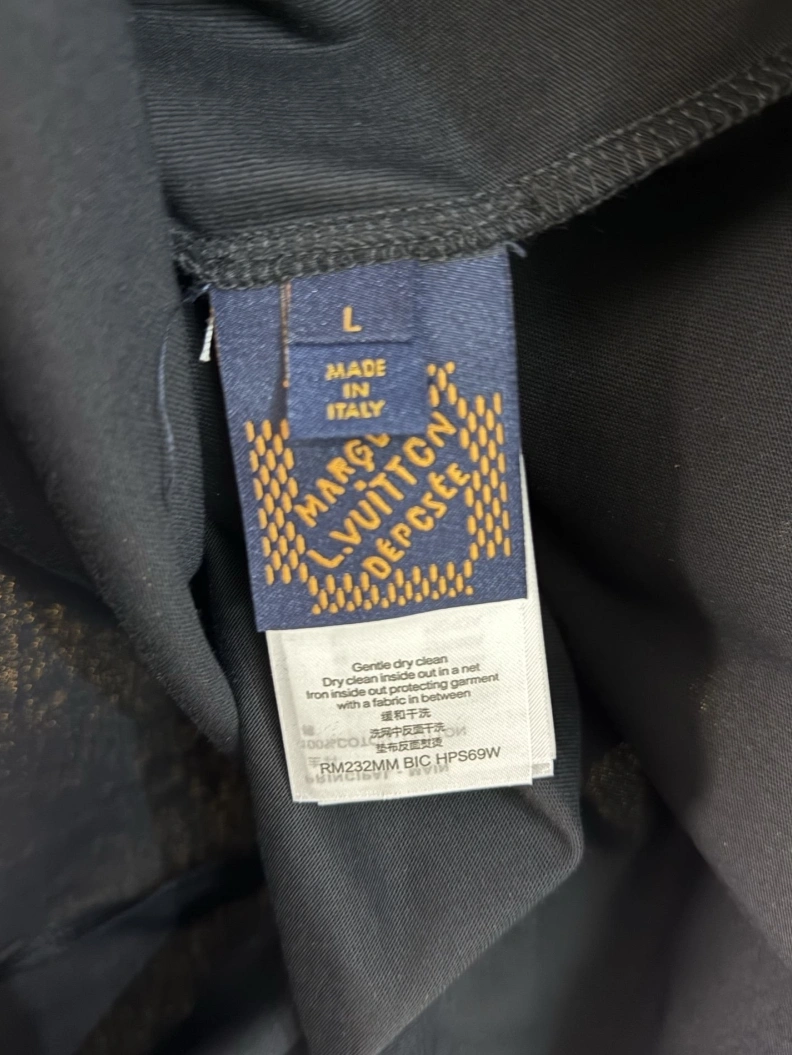 L
MADE
IN
ITALY
L.VUITTON
DÉPOSÉE
Gentle dry clean
Dry clean inside out in a net
Iron inside out protecting garment
with a fabric in between
缓和干洗
洗网中反面干洗
垫布反面熨烫
RM232MM BIC HPS69W